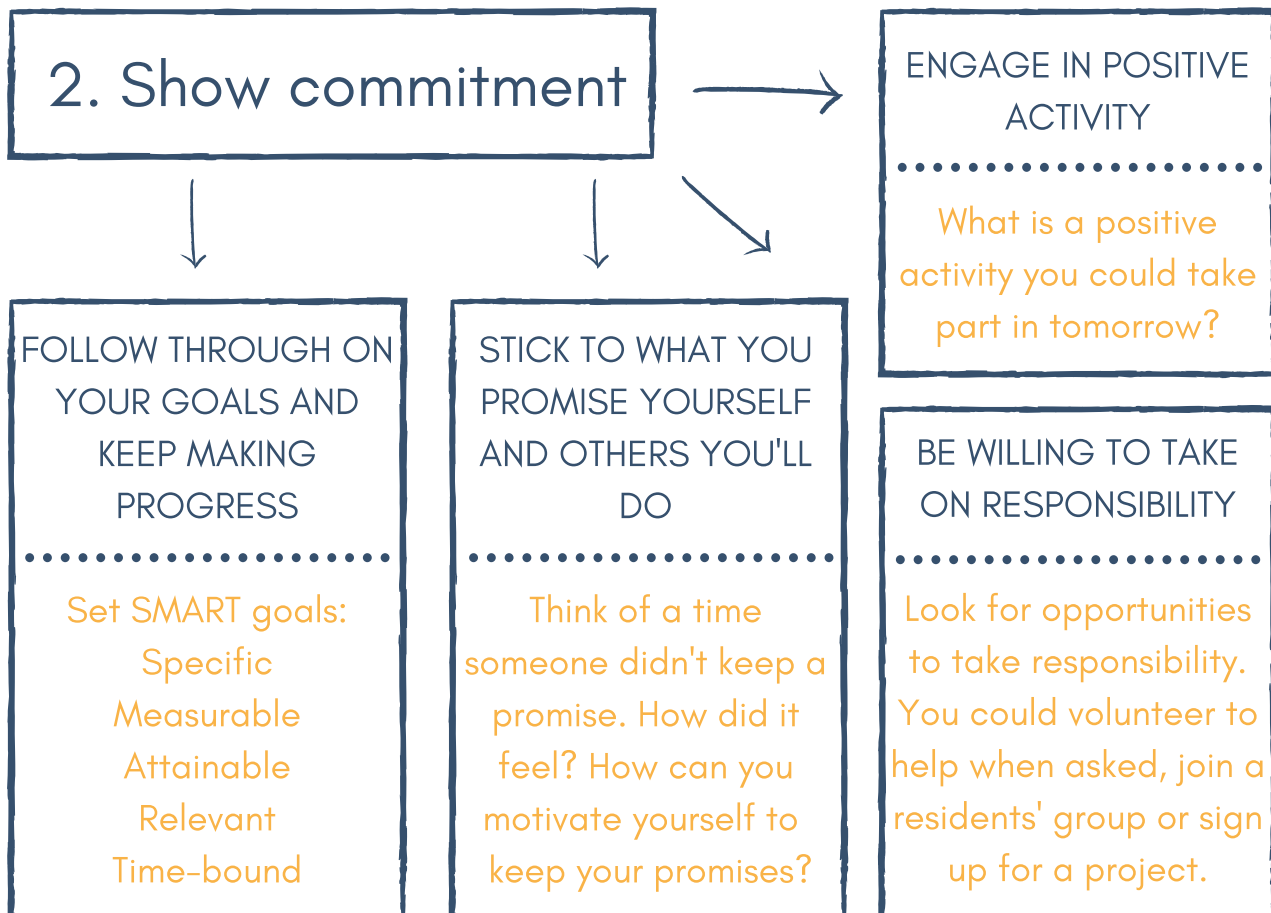 2. Show commitment
ENGAGE IN POSITIVE
ACTIVITY
What is a positive
activity you could take
part in tomorrow?
FOLLOW THROUGH ON
YOUR GOALS AND
KEEP MAKING
PROGRESS
Set SMART goals:
Specific
Measurable
Attainable
Relevant
Time-bound
STICK TO WHAT YOU
PROMISE YOURSELF
AND OTHERS YOU'LL
DO
Think of a time
someone didn't keep a
promise. How did it
feel? How can you
motivate yourself to
keep your promises?
BE WILLING TO TAKE
ON RESPONSIBILITY
Look for opportunities
to take responsibility.
You could volunteer to
help when asked, join a
residents' group or sign
up for a project.